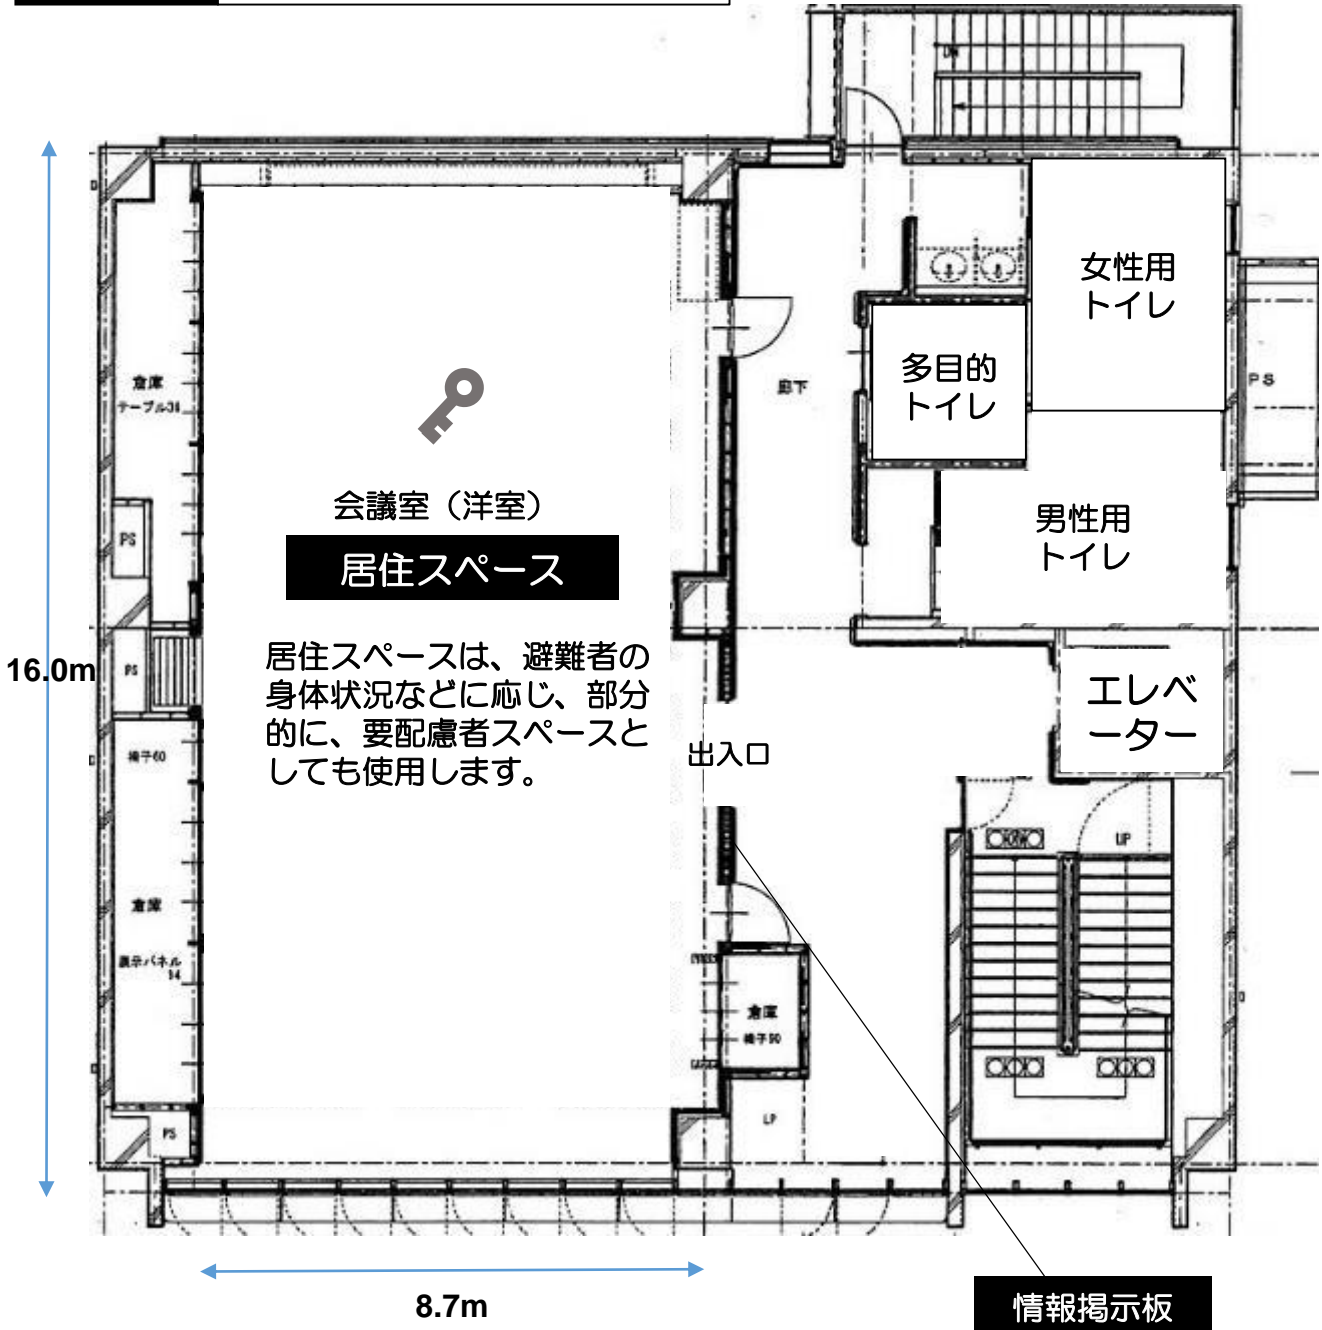 DN
女性用
トイレ
多目的
トイレ
PS
廊下
倉庫
テーブル38
会議室（洋室）
居住スペース
男性用
トイレ
PS
居住スペースは、避難者の
身体状況などに応じ、部分
的に、要配慮者スペースと
しても使用します。
16.0m
PS
エレベ
ーター
出入口
椅子60
UP
倉庫
展示パネル
14
倉庫
椅子90
LP
PS
8.7m
情報掲示板